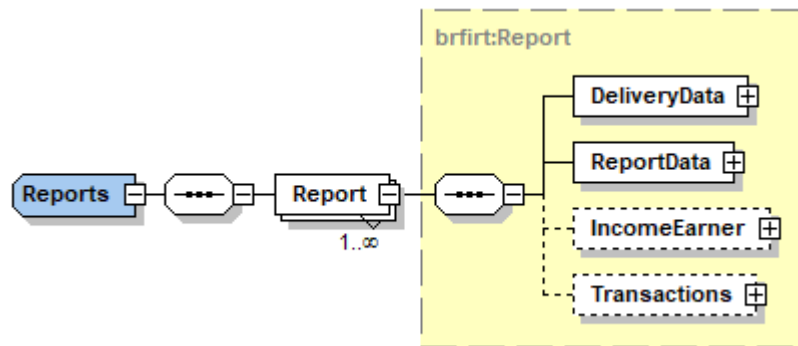 brfirt:Report
DeliveryData
ReportData
Reports
Report
1..∞
IncomeEarner
Transactions